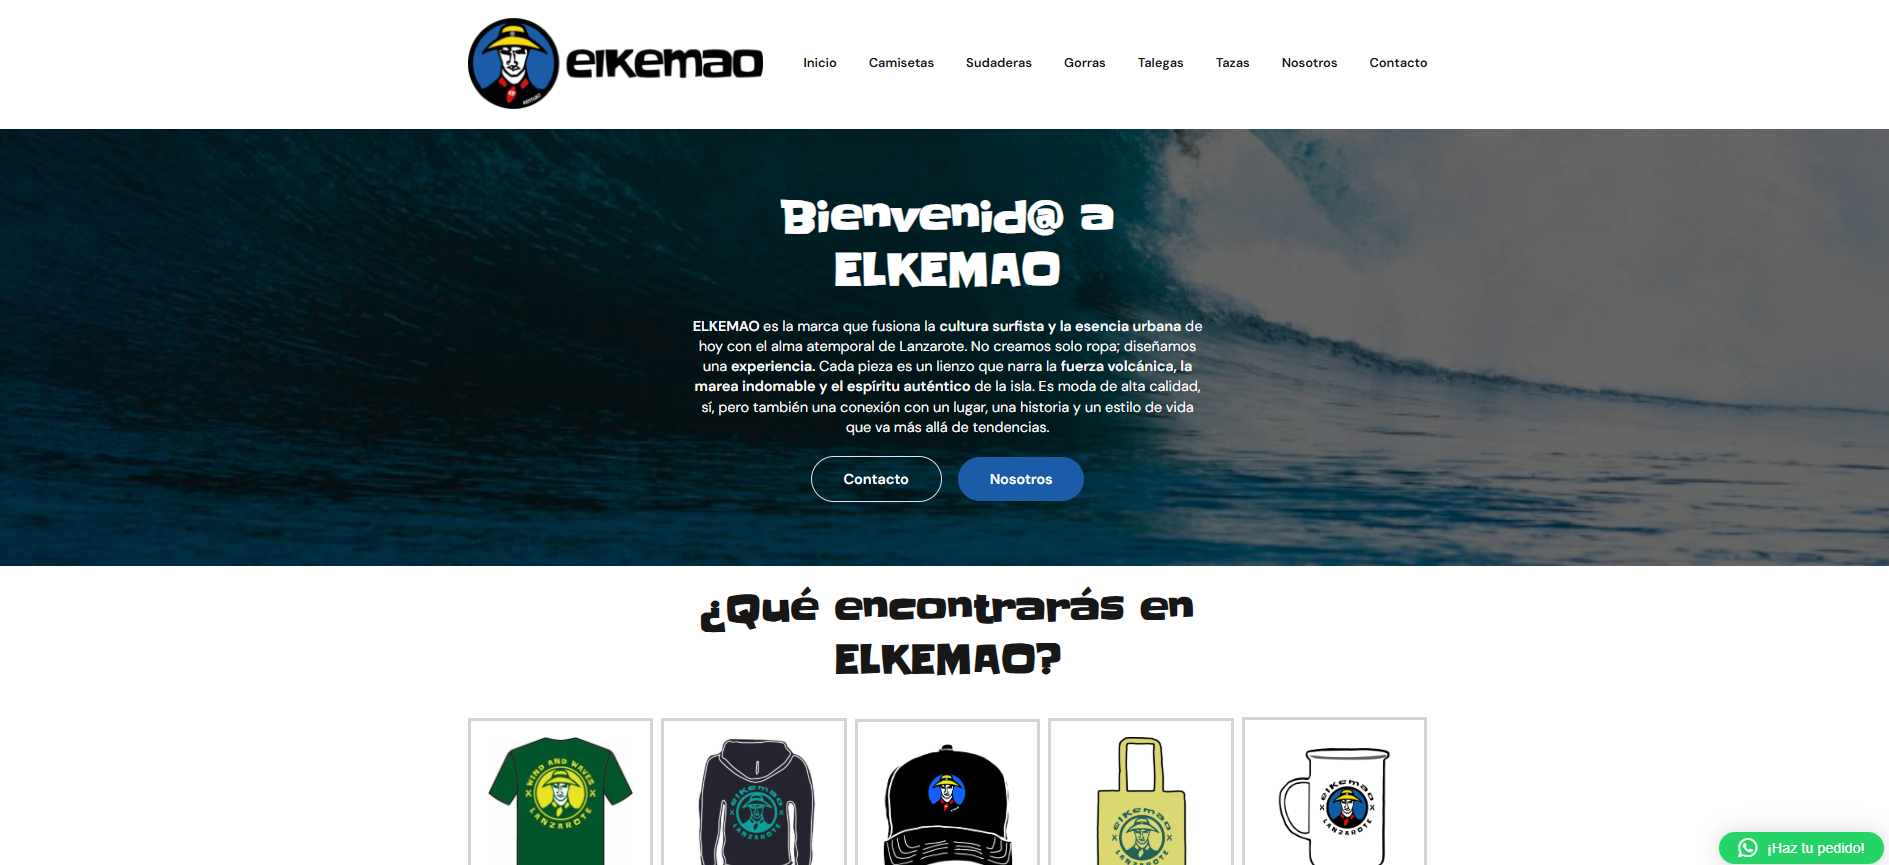 elkemao
Inicio
Camisetas
Sudaderas
Gorras
Talegas
Tazas
Nosotros
Contacto
Bienvenid@ a
ELKEMAO
ELKEMAO es la marca que fusiona la cultura surfista y la esencia urbana de
hoy con el alma atemporal de Lanzarote. No creamos solo ropa; diseñamos
una experiencia. Cada pieza es un lienzo que narra la fuerza volcánica, la
marea indomable y el espíritu auténtico de la isla. Es moda de alta calidad,
sí, pero también una conexión con un lugar, una historia y un estilo de vida
que va más allá de tendencias.
Contacto
Nosotros
¿Qué encontrarás en
ELKEMAO?
WIND AND WAVES
LANZAROTE
elkemao
LANZAROTE
elkemao
LANZAROTE
elkemao
LANZAROTE
¡Haz tu pedido!